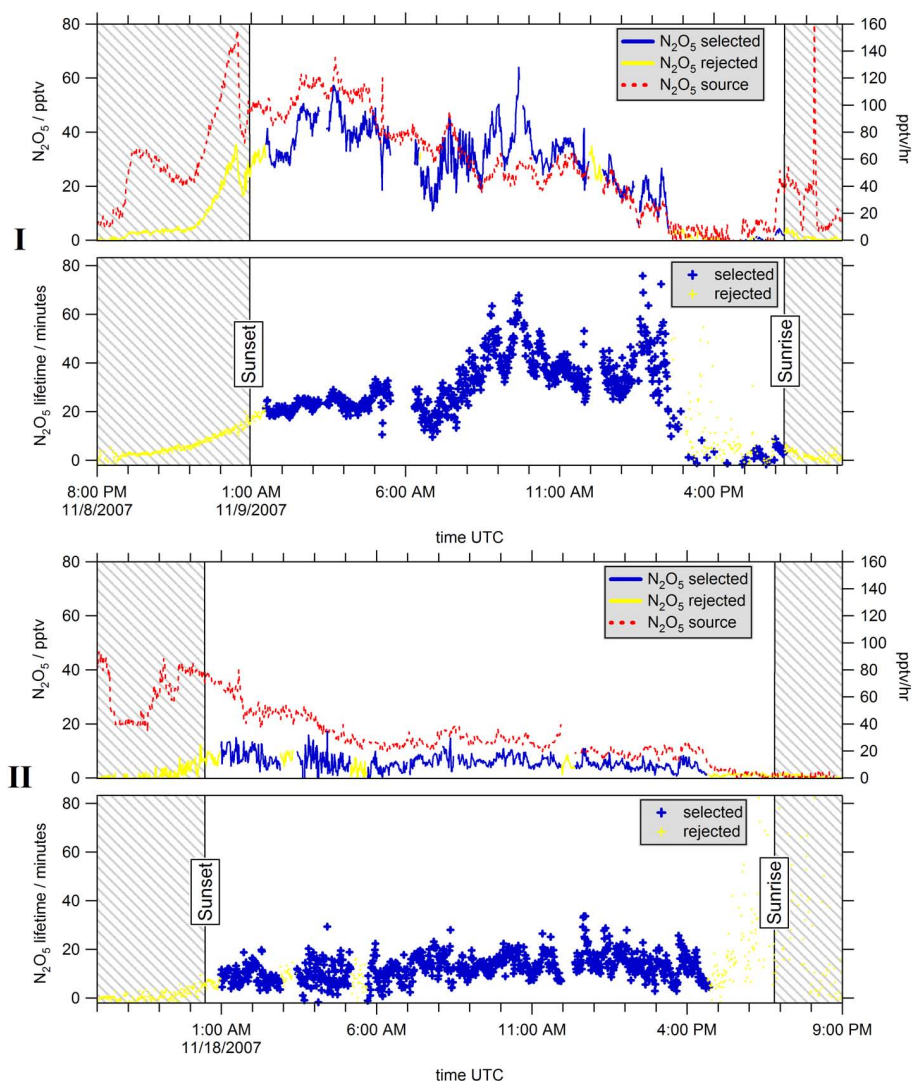 80
60
40
20
0
N2O5 / pptv
N2O5 selected
N2O5 rejected
N2O5 source
160
140
120
100
80
60
40
20
0
pptv/hr
I
80
60
40
20
0
N2O5 lifetime / minutes
selected
rejected
Sunset
Sunrise
8:00 PM
11/8/2007
1:00 AM
11/9/2007
6:00 AM
11:00 AM
4:00 PM
time UTC
80
60
40
20
0
N2O5 / pptv
N2O5 selected
N2O5 rejected
N2O5 source
160
140
120
100
80
60
40
20
0
pptv/hr
II
80
60
40
20
0
N2O5 lifetime / minutes
selected
rejected
Sunset
Sunrise
1:00 AM
11/18/2007
6:00 AM
11:00 AM
4:00 PM
9:00 PM
time UTC